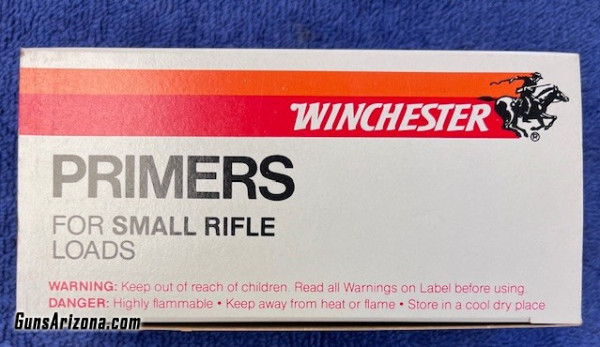 WINCHESTER
®
PRIMERS
FOR SMALL RIFLE
LOADS
WARNING: Keep out of reach of children. Read all Warnings on Label before using.
DANGER: Highly flammable • Keep away from heat or flame • Store in a cool dry place
GunsArizona.com